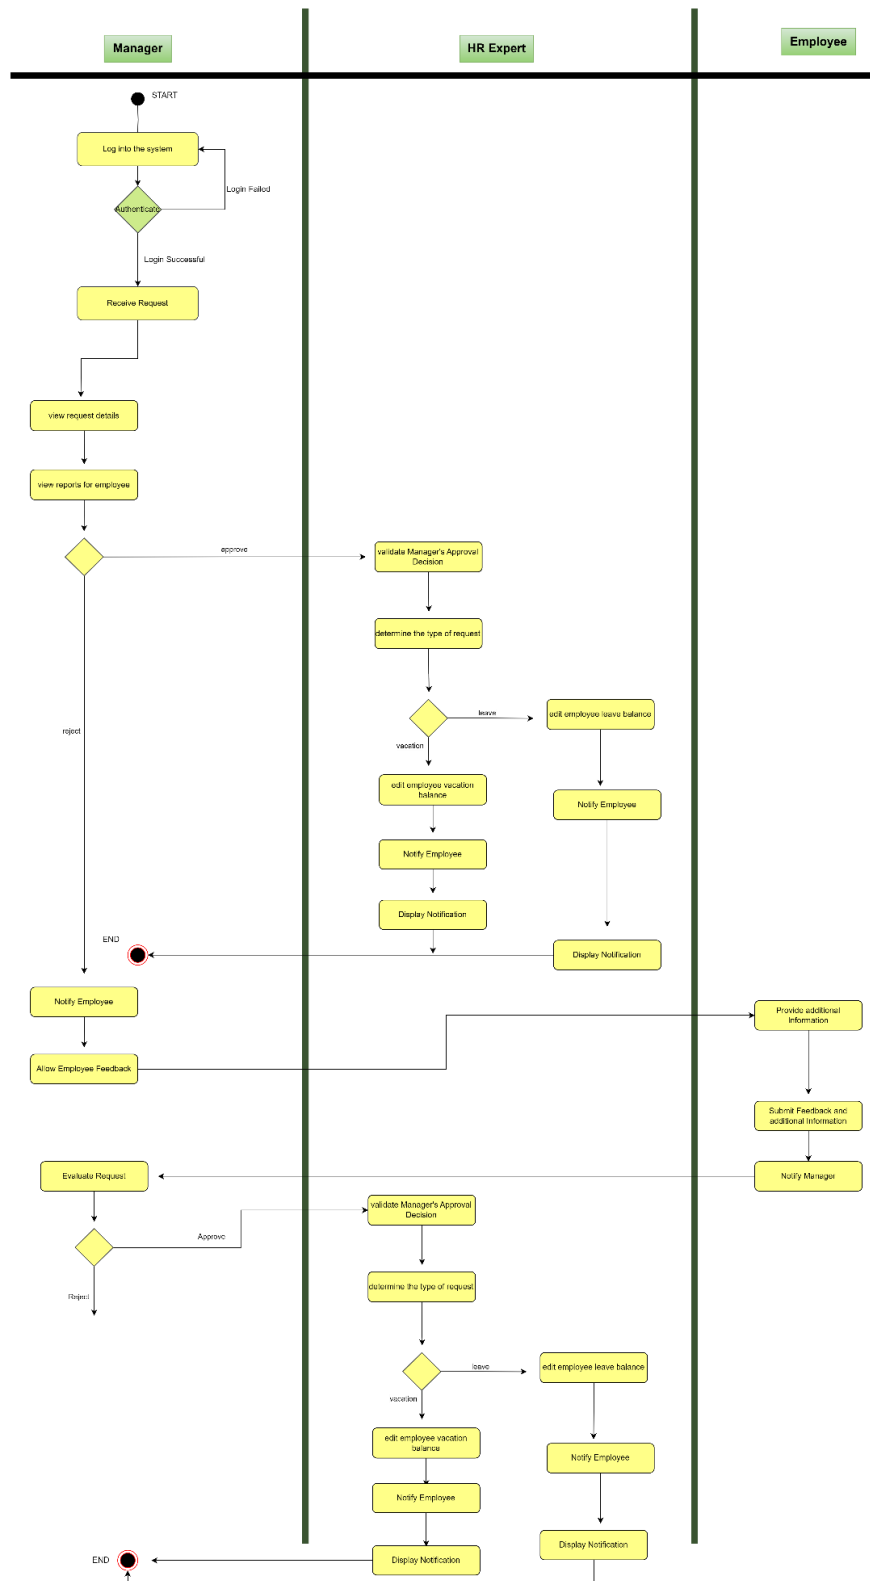 Manager
HR Expert
Employee
START
Log into the system
Login Failed
Authenticate
Login Successful
Receive Request
view request details
view reports for employee
approve
validate Manager's Approval
Decision
determine the type of request
reject
leave
edit employee leave balance
vacation
edit employee vacation
balance
Notify Employee
Notify Employee
Display Notification
END
Display Notification
Notify Employee
Provide additional
Information
Allow Employee Feedback
Submit Feedback and
additional Information
Evaluate Request
Notify Manager
validate Manager's Approval
Decision
Approve
Reject
determine the type of request
leave
edit employee leave balance
vacation
edit employee vacation
balance
Notify Employee
Notify Employee
Display Notification
END
Display Notification